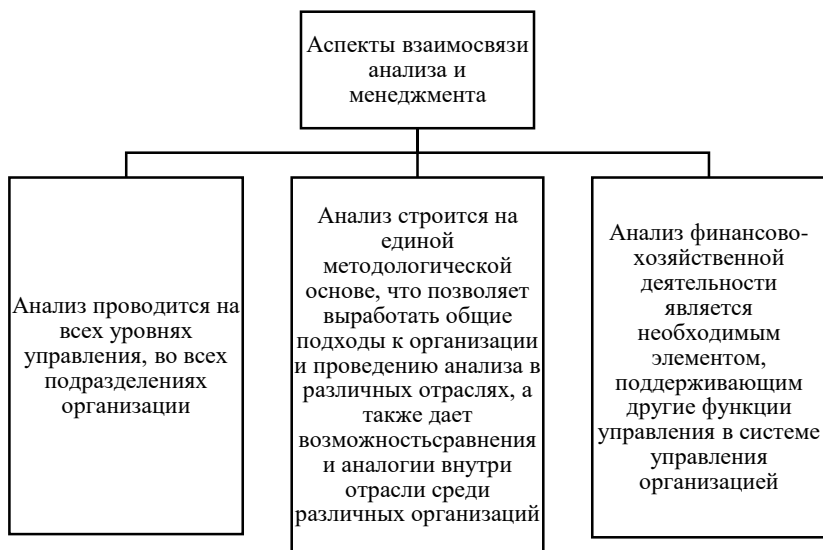 Аспекты взаимосвязи
анализа и
менеджмента
Анализ проводится на
всех уровнях
управления, во всех
подразделениях
организации
Анализ строится на
единой
методологической
основе, что позволяет
выработать общие
подходы к организации
и проведению анализа в
различных отраслях, а
также дает
возможностьсравнения
и аналогии внутри
отрасли среди
различных организаций
Анализ финансово-
хозяйственной
деятельности
является
необходимым
элементом,
поддерживающим
другие функции
управления в системе
управления
организацией